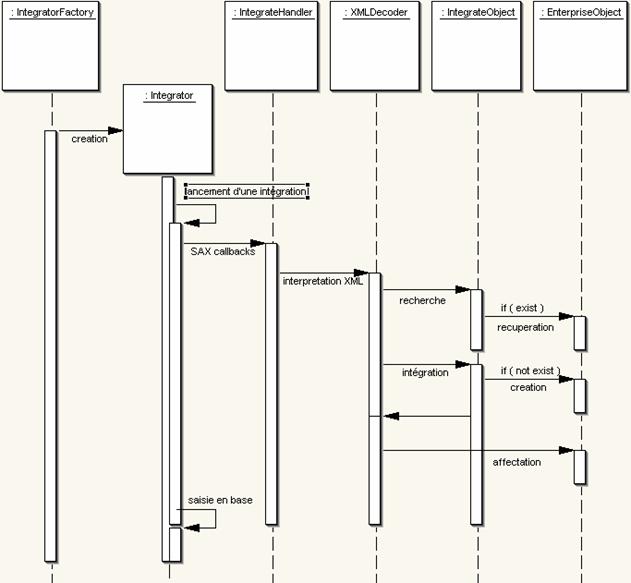 : IntegratorFactory
: IntegrateHandler
: XMLDecoder
: IntegrateObject
: EnterpriseObject
: Integrator
creation
lancement d'une intégration
SAX callbacks
interpretation XML
recherche
if ( exist )
recuperation
intégration
if ( not exist )
creation
affectation
saisie en base